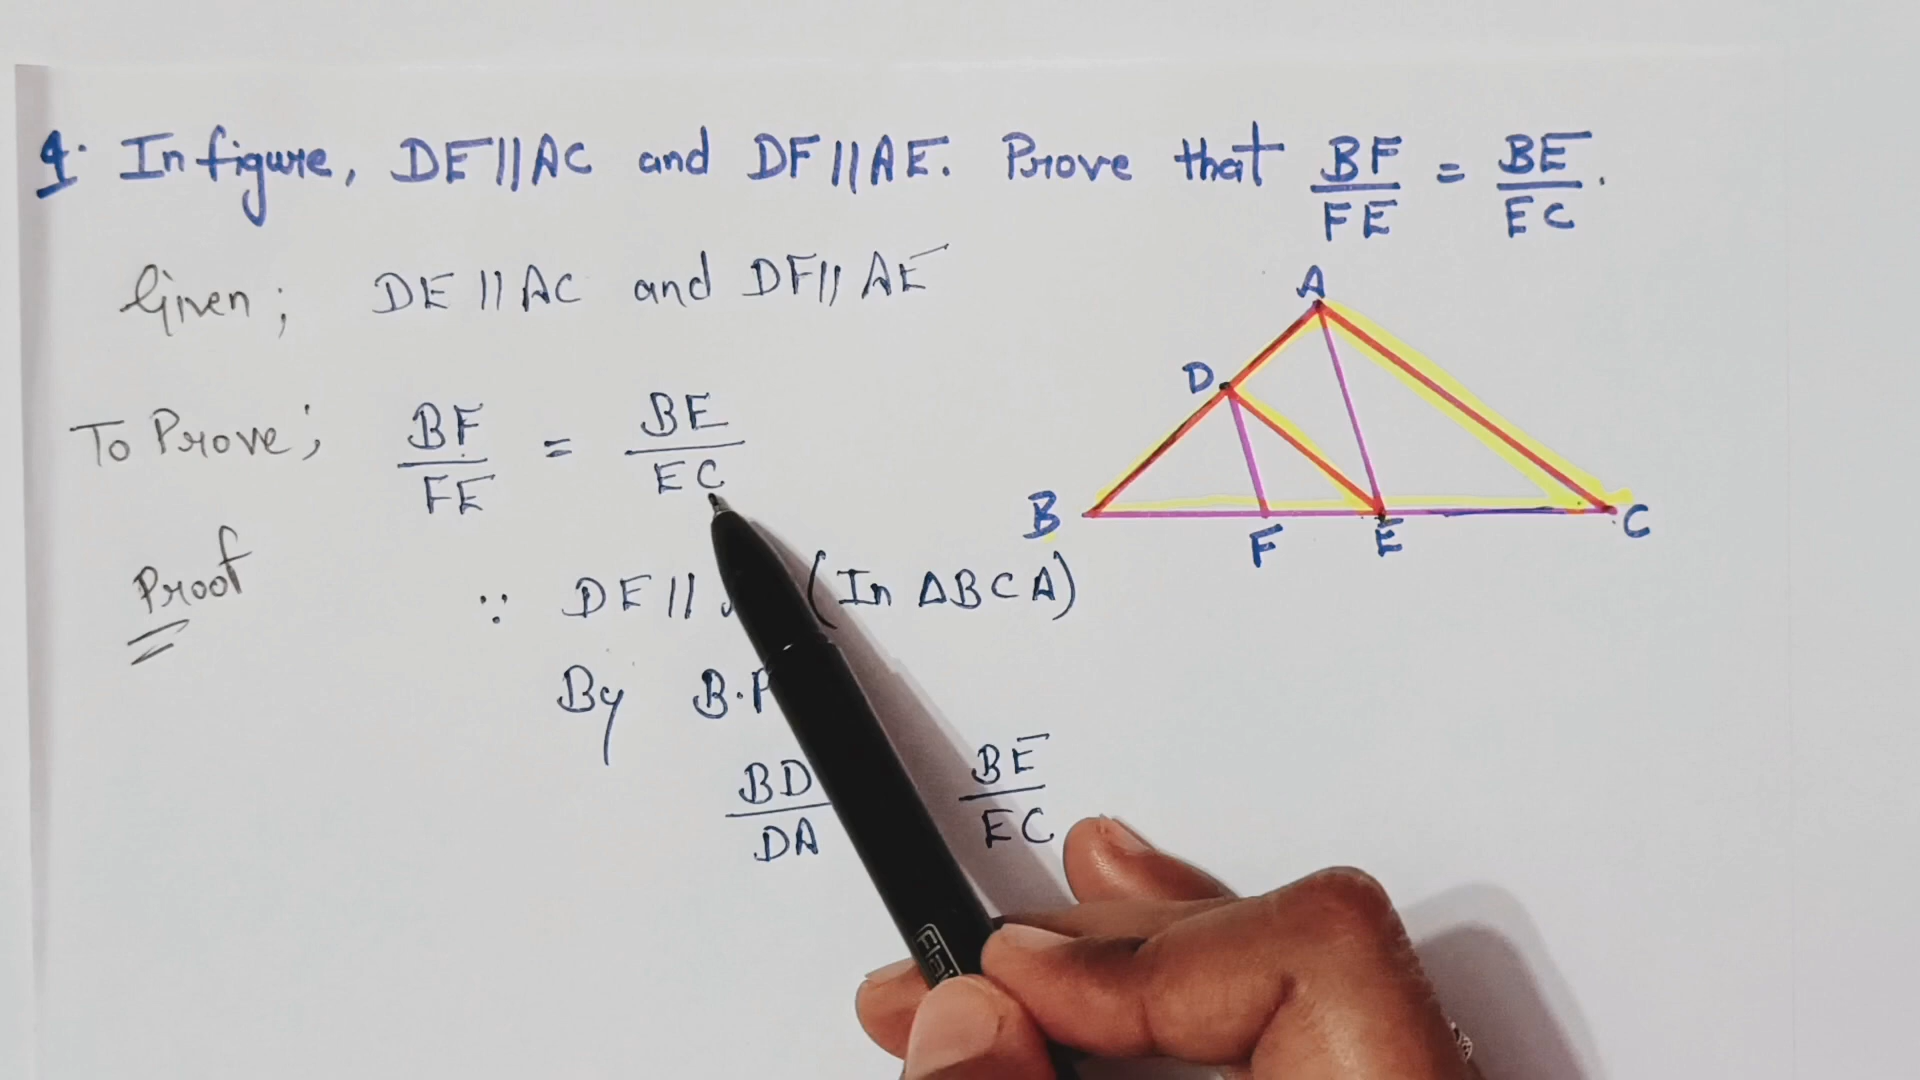 Q. In figure, DE||AC and DF||AE. Prove that BF/FE = BE/EC.
Given; DE || AC and DF|| AE
To Prove; BF/FE = BE/EC
Proof
∵ DE || (In ΔBCA)
By B.P
BD/DA BE/EC
A
D
B
F
E
C
Flai